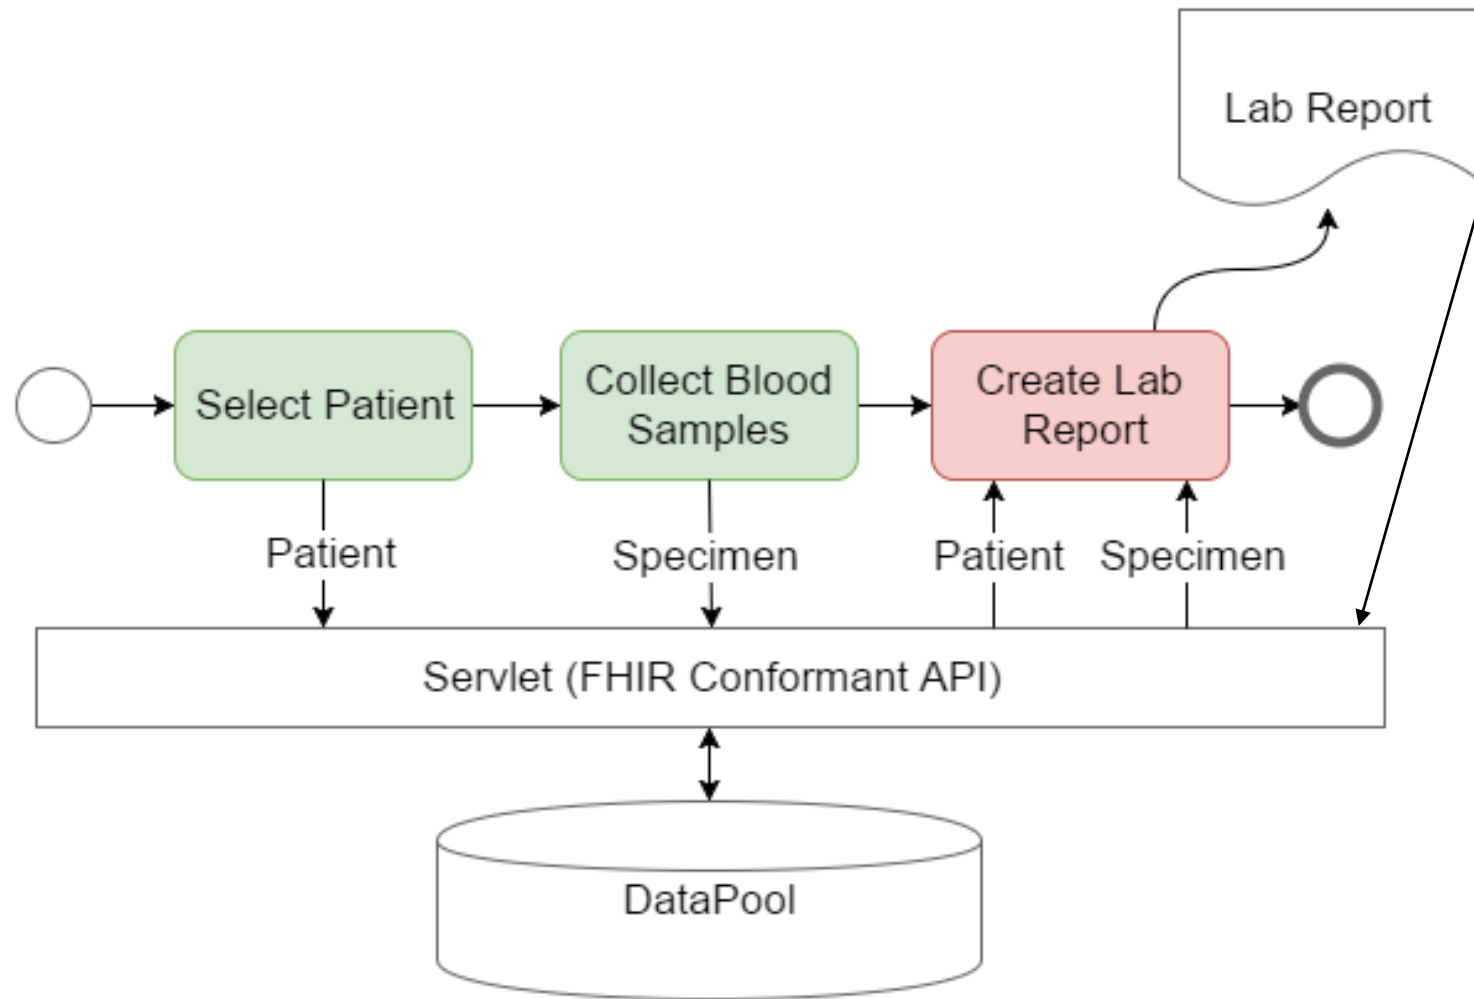 Lab Report
Select Patient
Collect Blood
Samples
Create Lab
Report
Patient
Specimen
Patient
Specimen
Servlet (FHIR Conformant API)
DataPool